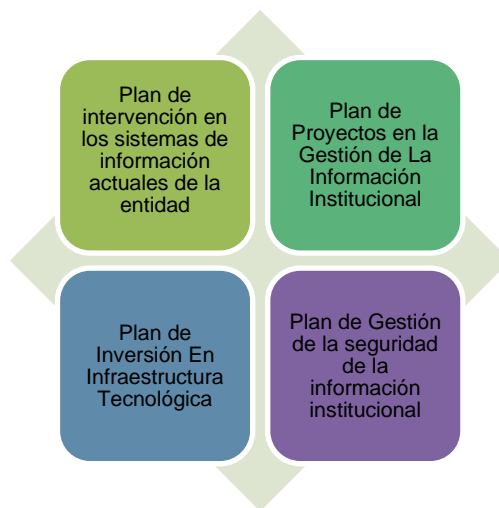 Plan de
intervención en
los sistemas de
información
actuales de la
entidad
Plan de
Proyectos en la
Gestión de La
Información
Institucional
Plan de
Inversión En
Infraestructura
Tecnológica
Plan de Gestión
de la seguridad
de la
información
institucional